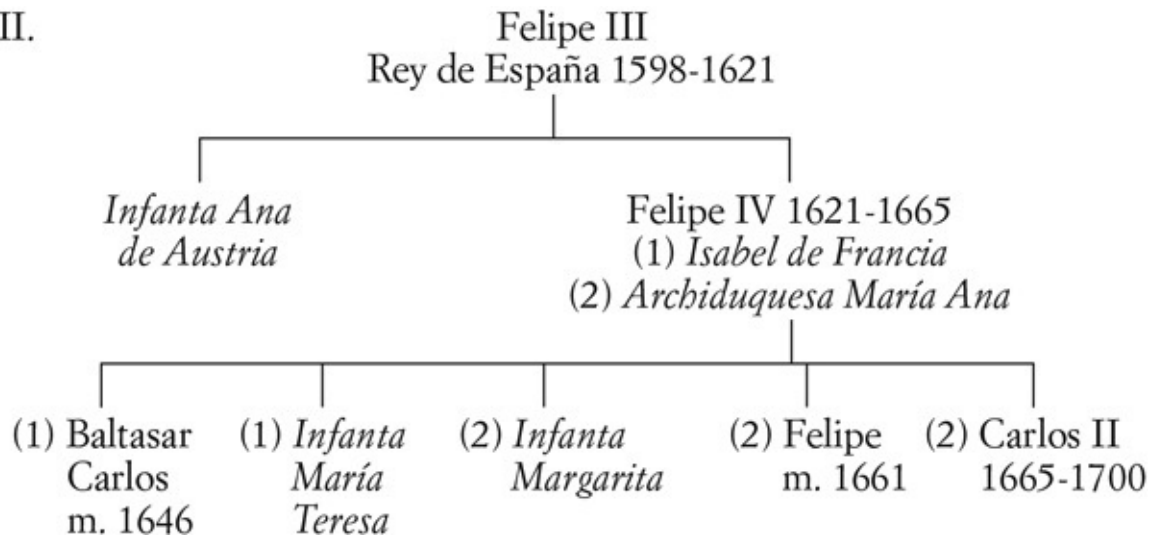 II.
Felipe III
Rey de España 1598-1621
Infanta Ana
de Austria
Felipe IV 1621-1665
(1) Isabel de Francia
(2) Archiduquesa María Ana
(1) Baltasar
Carlos
m. 1646
(1) Infanta
María
Teresa
(2) Infanta
Margarita
(2) Felipe
m. 1661
(2) Carlos II
1665-1700